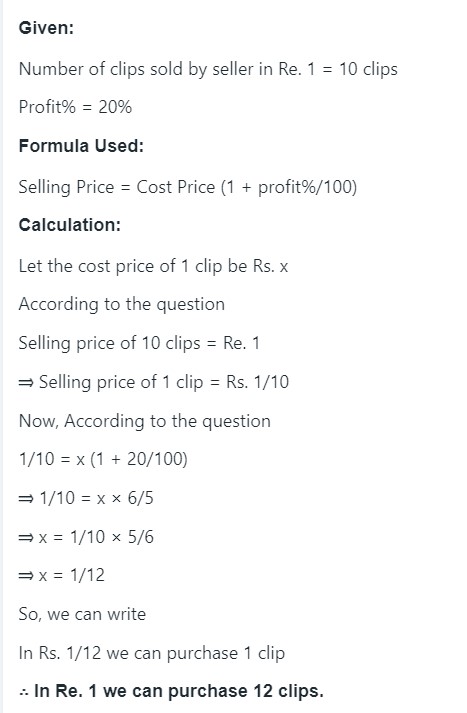 Given:
Number of clips sold by seller in Re. 1 = 10 clips
Profit% = 20%
Formula Used:
Selling Price = Cost Price (1 + profit%/100)
Calculation:
Let the cost price of 1 clip be Rs. x
According to the question
Selling price of 10 clips = Re. 1
⇒ Selling price of 1 clip = Rs. 1/10
Now, According to the question
1/10 = x (1 + 20/100)
⇒ 1/10 = x × 6/5
⇒ x = 1/10 × 5/6
⇒ x = 1/12
So, we can write
In Rs. 1/12 we can purchase 1 clip
∴ In Re. 1 we can purchase 12 clips.